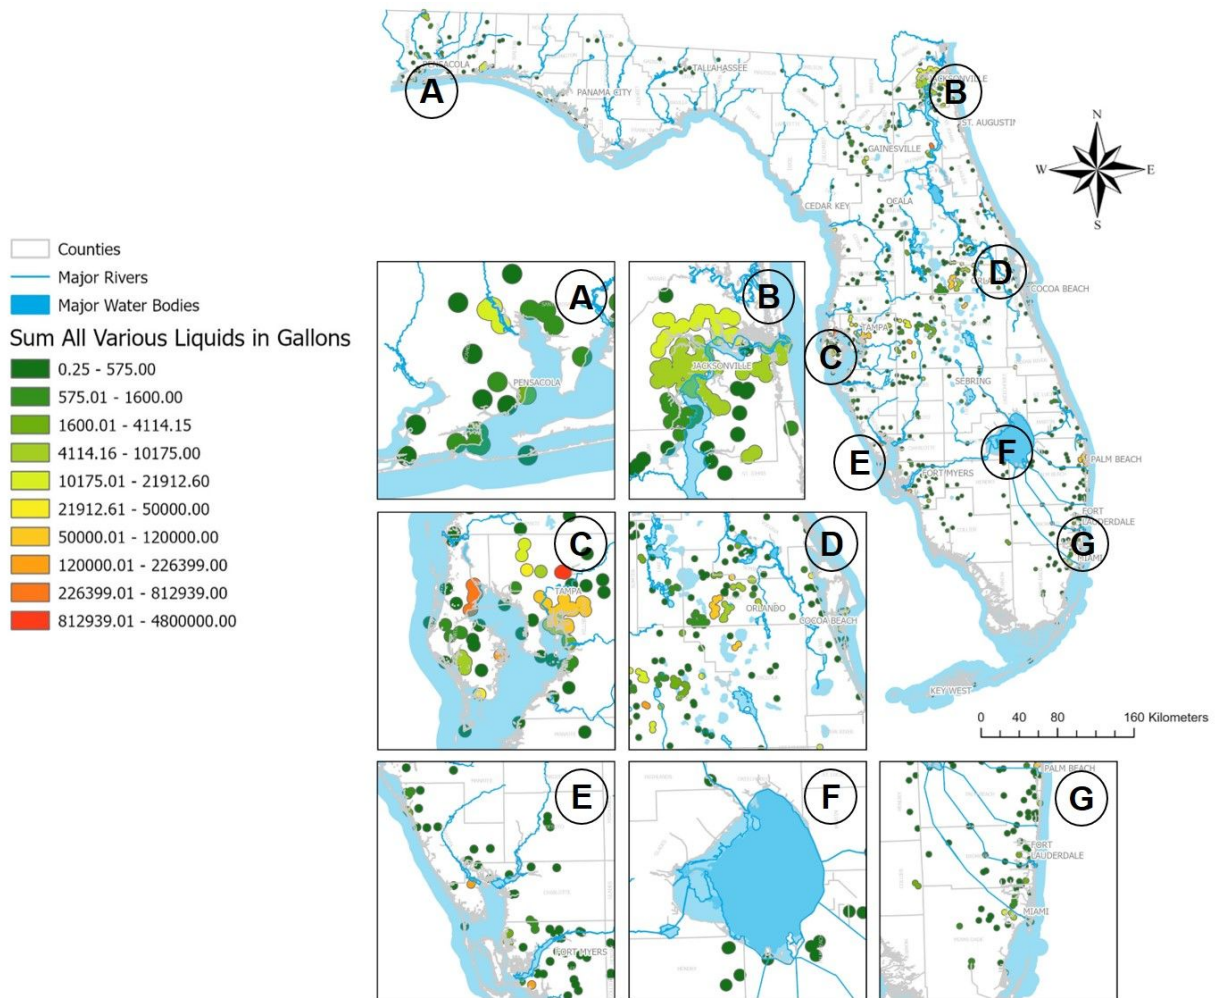 PENSACOLA
A
PANAMA CITY
TALLAHASSEE
B
ST. AUGUSTIN
GAINESVILLE
CEDAR KEY
OCALA
D
COCOA BEACH
TAMPA
C
SEBRING
E
FORT MYERS
F
PALM BEACH
FORT
LAUDERDALE
G
MIAMI
KEY WEST
N
W
E
S
0 40 80 160 Kilometers
Counties
Major Rivers
Major Water Bodies
Sum All Various Liquids in Gallons
0.25 - 575.00
575.01 - 1600.00
1600.01 - 4114.15
4114.16 - 10175.00
10175.01 - 21912.60
21912.61 - 50000.00
50000.01 - 120000.00
120000.01 - 226399.00
226399.01 - 812939.00
812939.01 - 4800000.00
A
PENSACOLA
B
JACKSONVILLE
C
TAMPA
D
ORLANDO
COCOA BEACH
E
FORT MYERS
F
G
PALM BEACH
FORT
LAUDERDALE
MIAMI